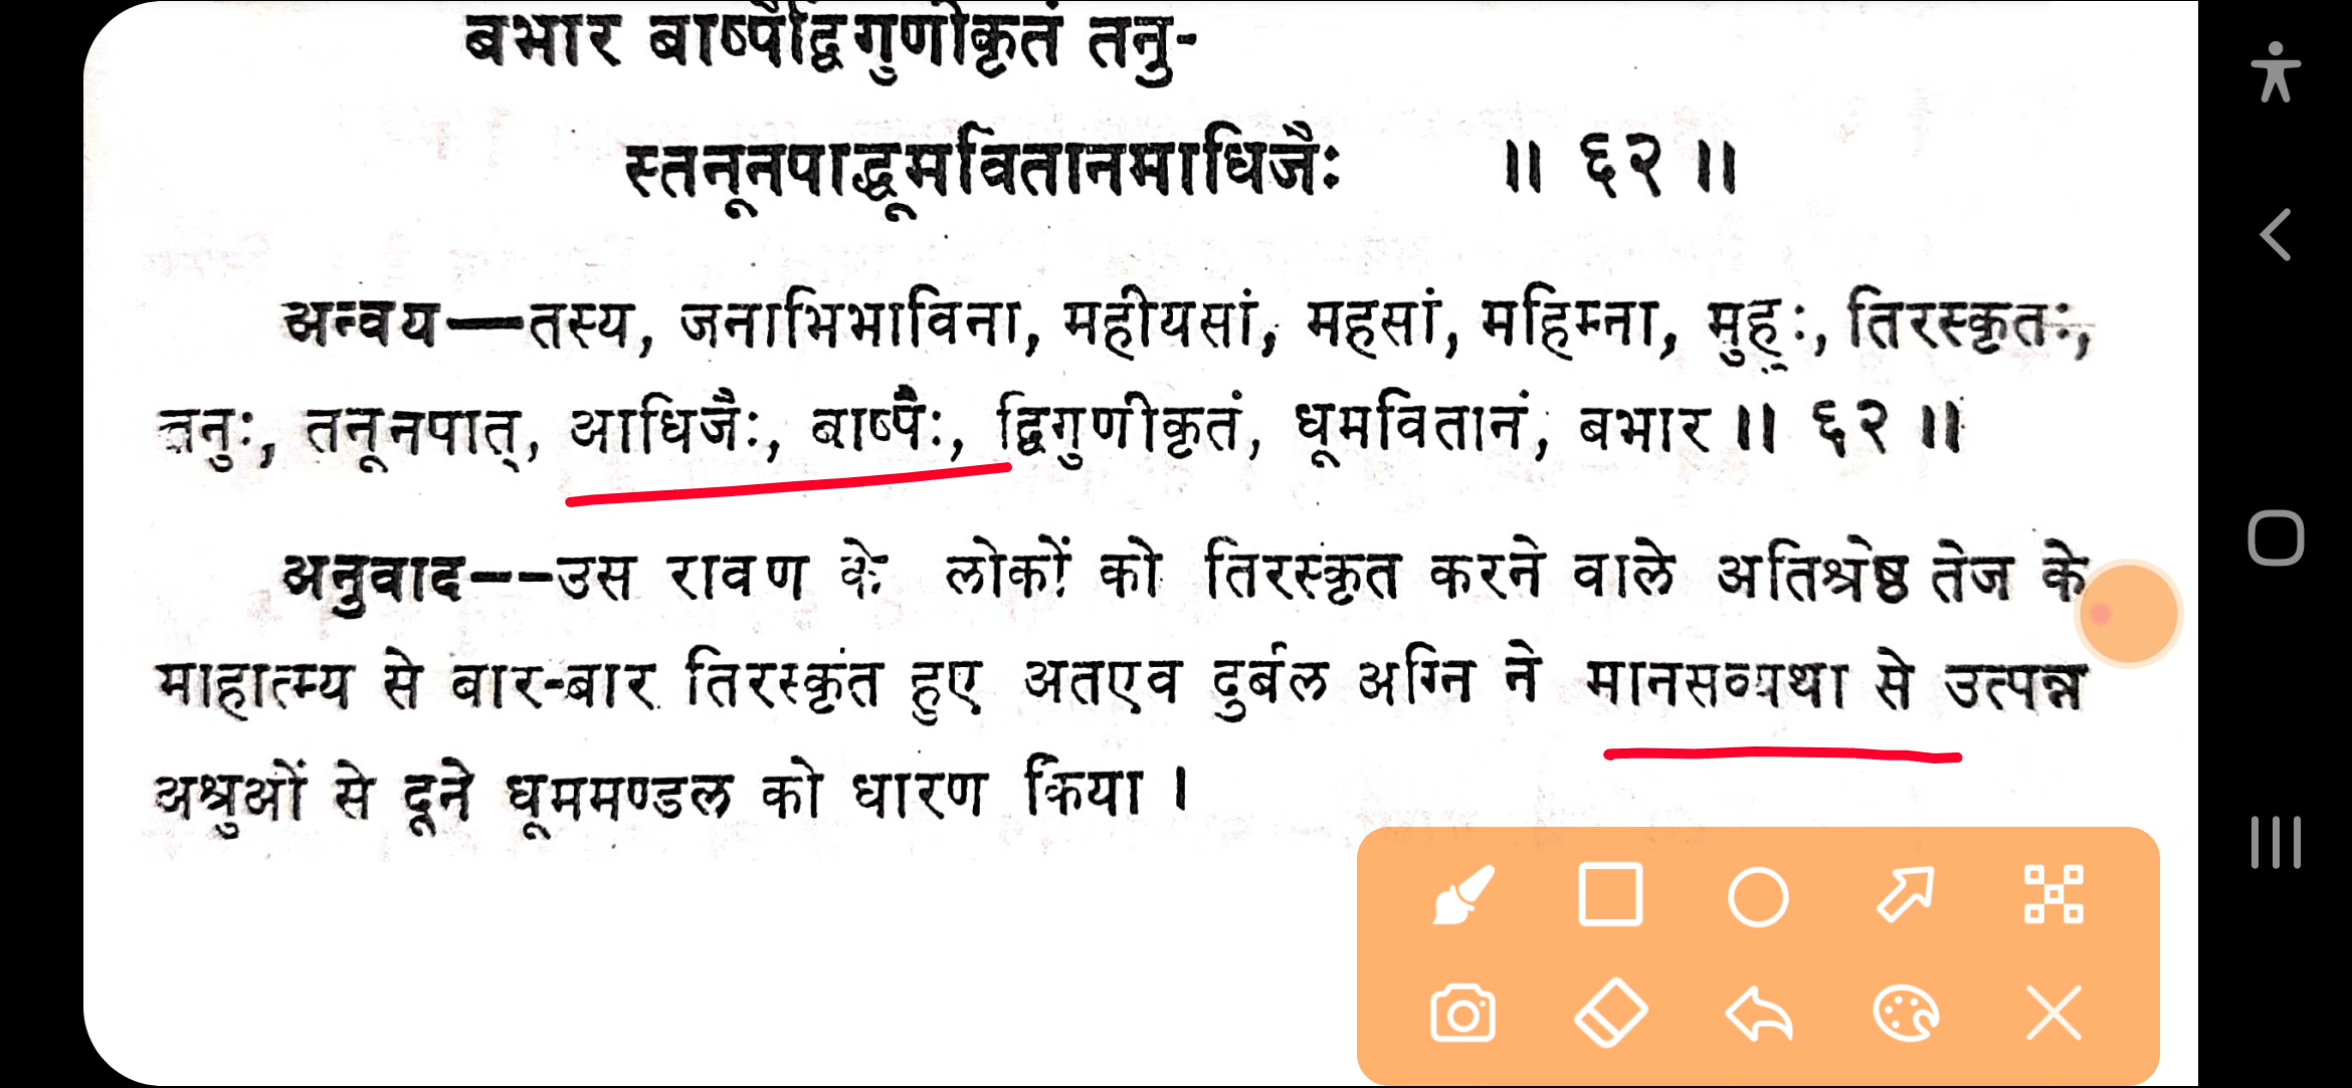 बभार बाष्पैर्द्विगुणीकृतं तनु-
स्तनूनपाद्धूमवितानमाधिजैः ॥ ६२ ॥
अन्वय—तस्य, जनाभिभाविना, महीयसां, महसां, महिम्ना, मुहुः, तिरस्कृतः,
तनुः, तनूनपात्, आधिजैः, बाष्पैः, द्विगुणीकृतं, धूमवितानं, बभार ॥ ६२ ॥
अनुवाद--उस रावण के लोकों को तिरस्कृत करने वाले अतिश्रेष्ठ तेज के
माहात्म्य से बार-बार तिरस्कृत हुए अतएव दुर्बल अग्नि ने मानसव्यथा से उत्पन्न
अश्रुओं से दूने धूममण्डल को धारण किया ।